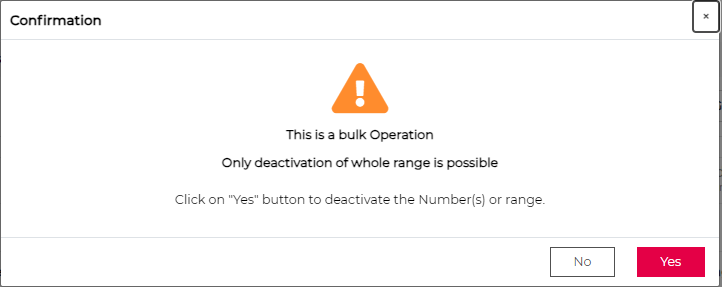 Confirmation
×
This is a bulk Operation
Only deactivation of whole range is possible
Click on "Yes" button to deactivate the Number(s) or range.
No
Yes